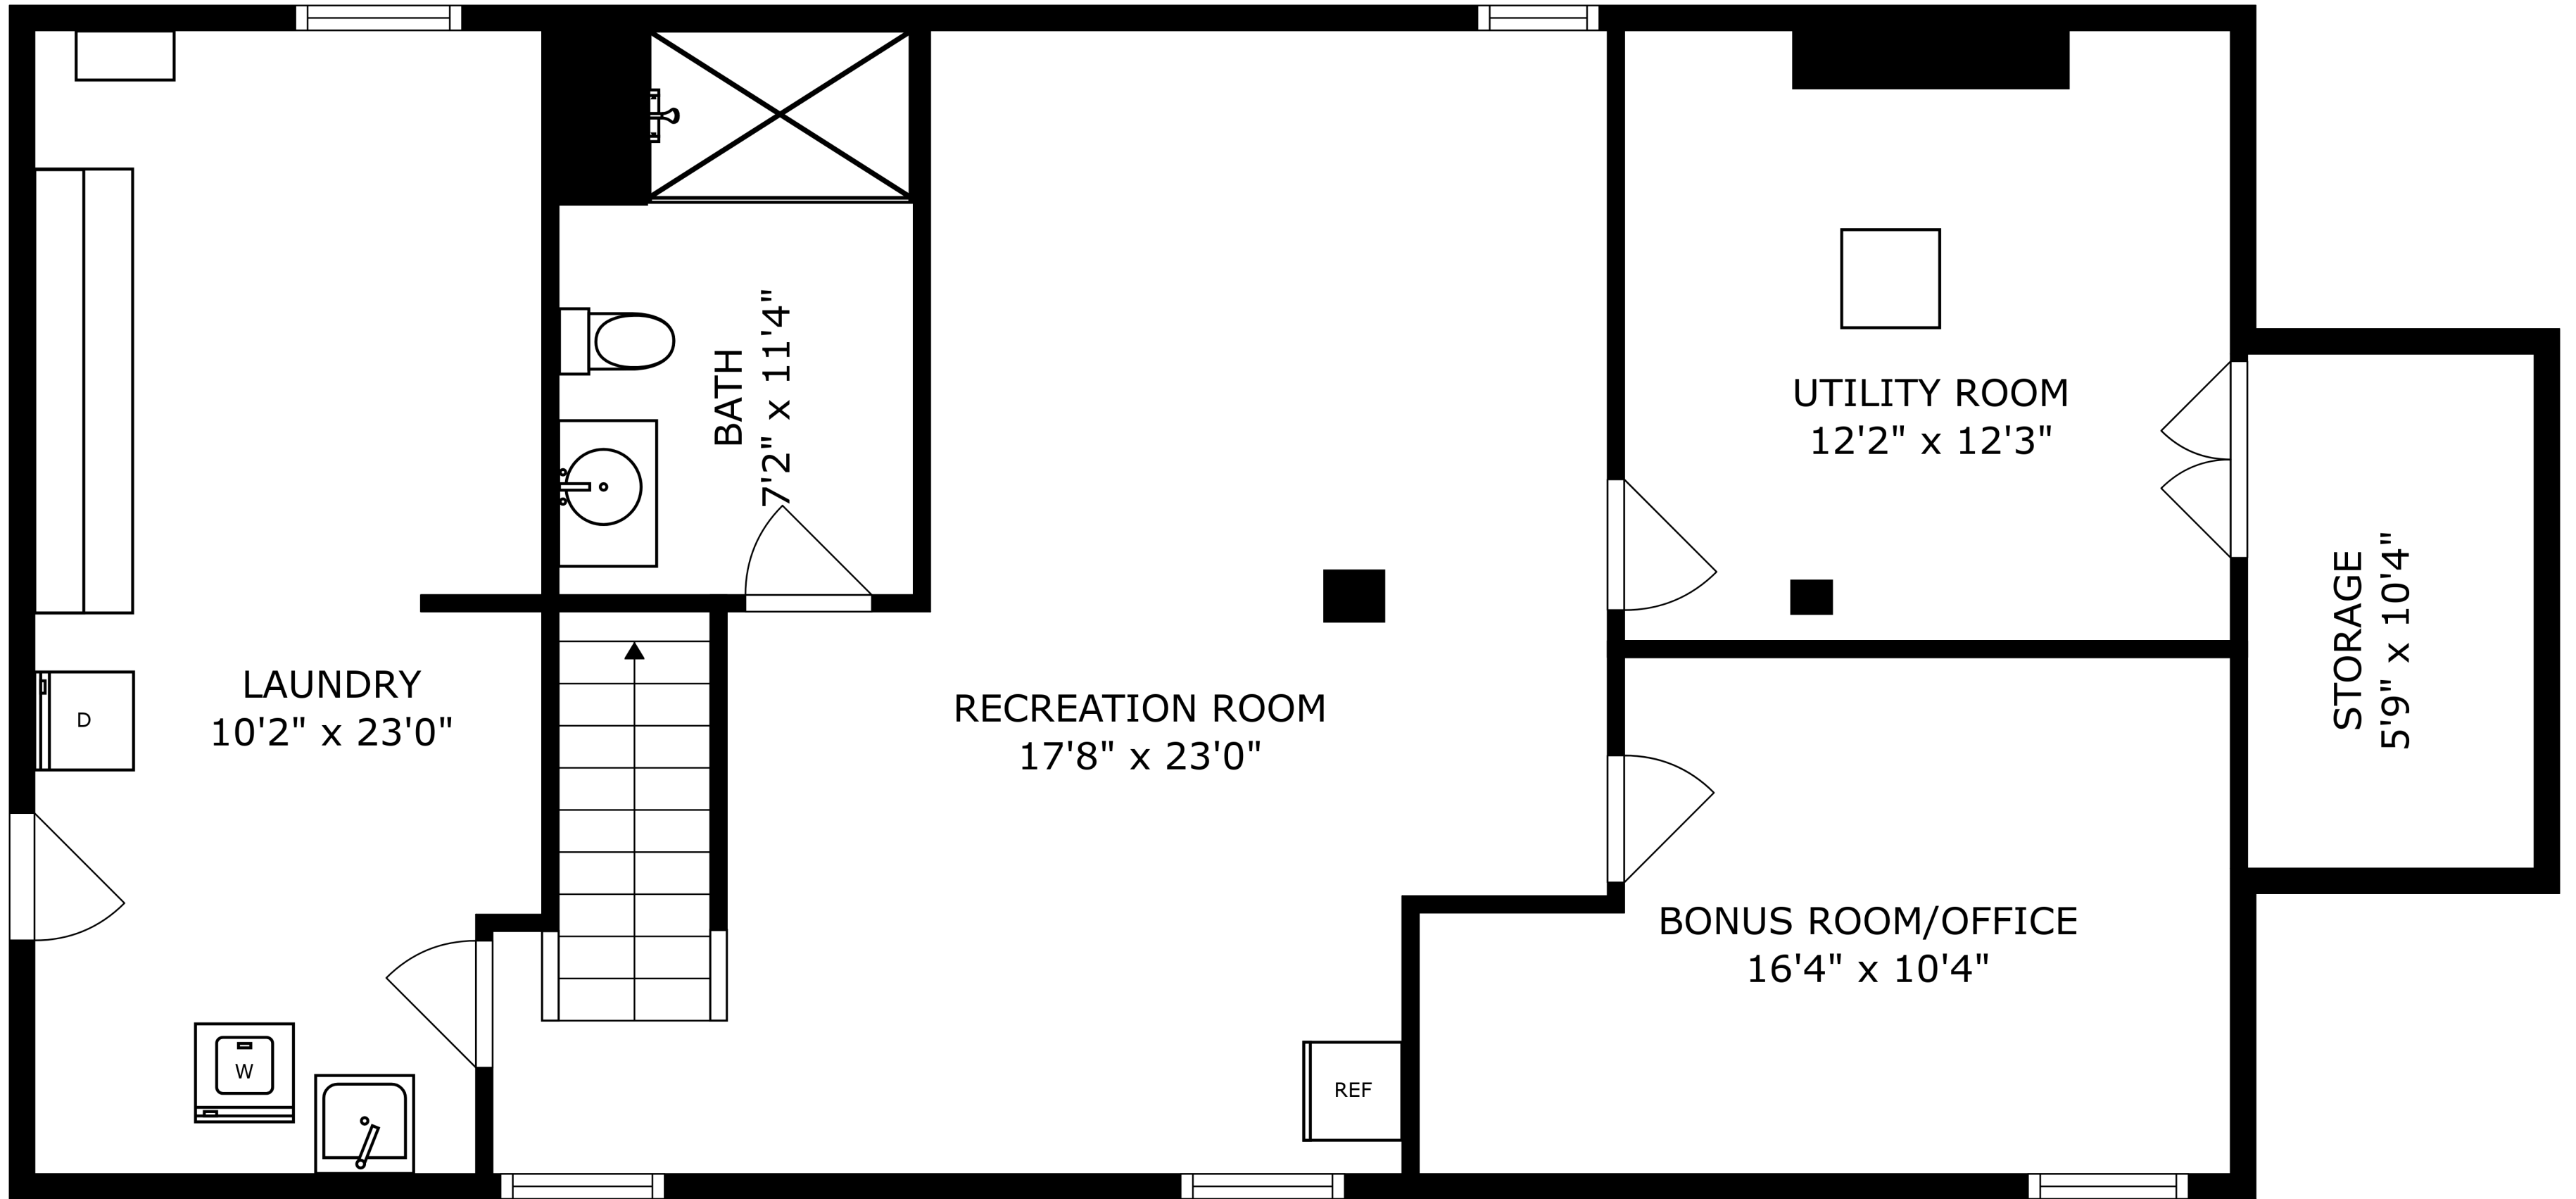 BATH
7'2" x 11'4"
UTILITY ROOM
12'2" x 12'3"
STORAGE
5'9" x 10'4"
LAUNDRY
10'2" x 23'0"
D
RECREATION ROOM
17'8" x 23'0"
BONUS ROOM/OFFICE
16'4" x 10'4"
W
REF